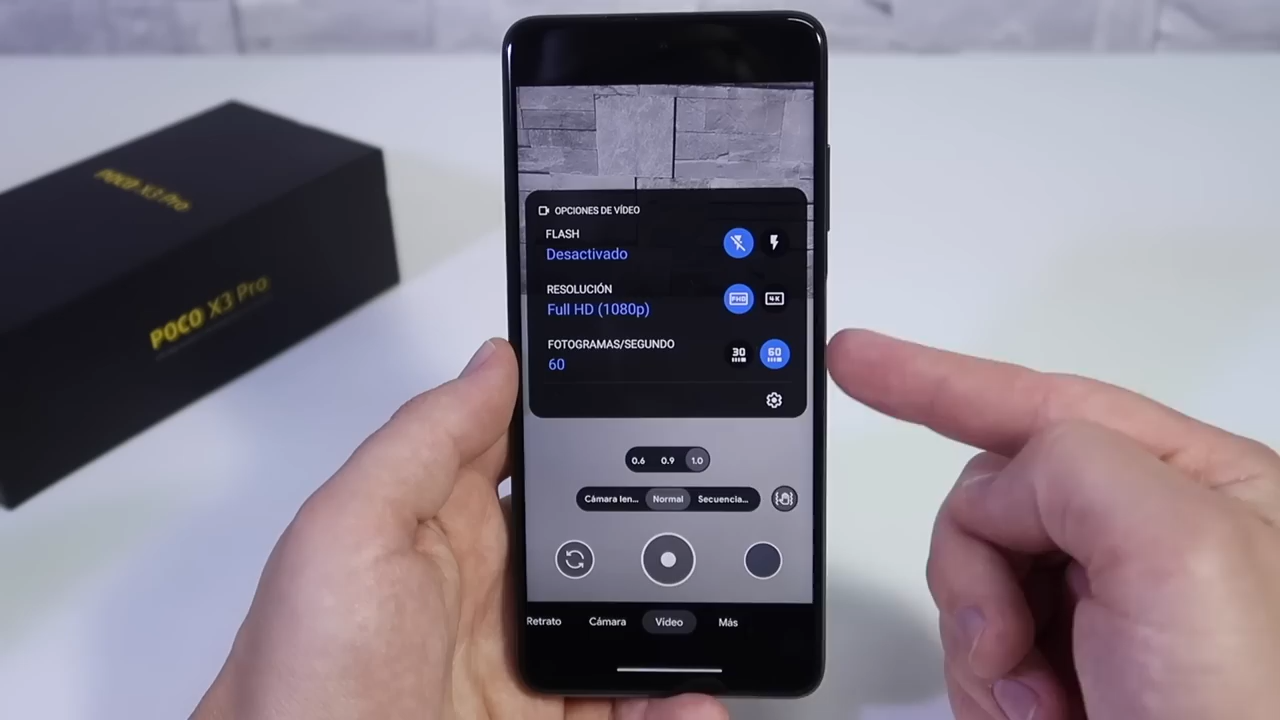 POCO X3 Pro
POCO X3 Pro
OPCIONES DE VÍDEO
FLASH
Desactivado
RESOLUCIÓN
Full HD (1080p)
FHD
4K
FOTOGRAMAS/SEGUNDO
60
30
60
0.6 0.9 1.0
Cámara len... Normal Secuencia...
Retrato Cámara Vídeo Más